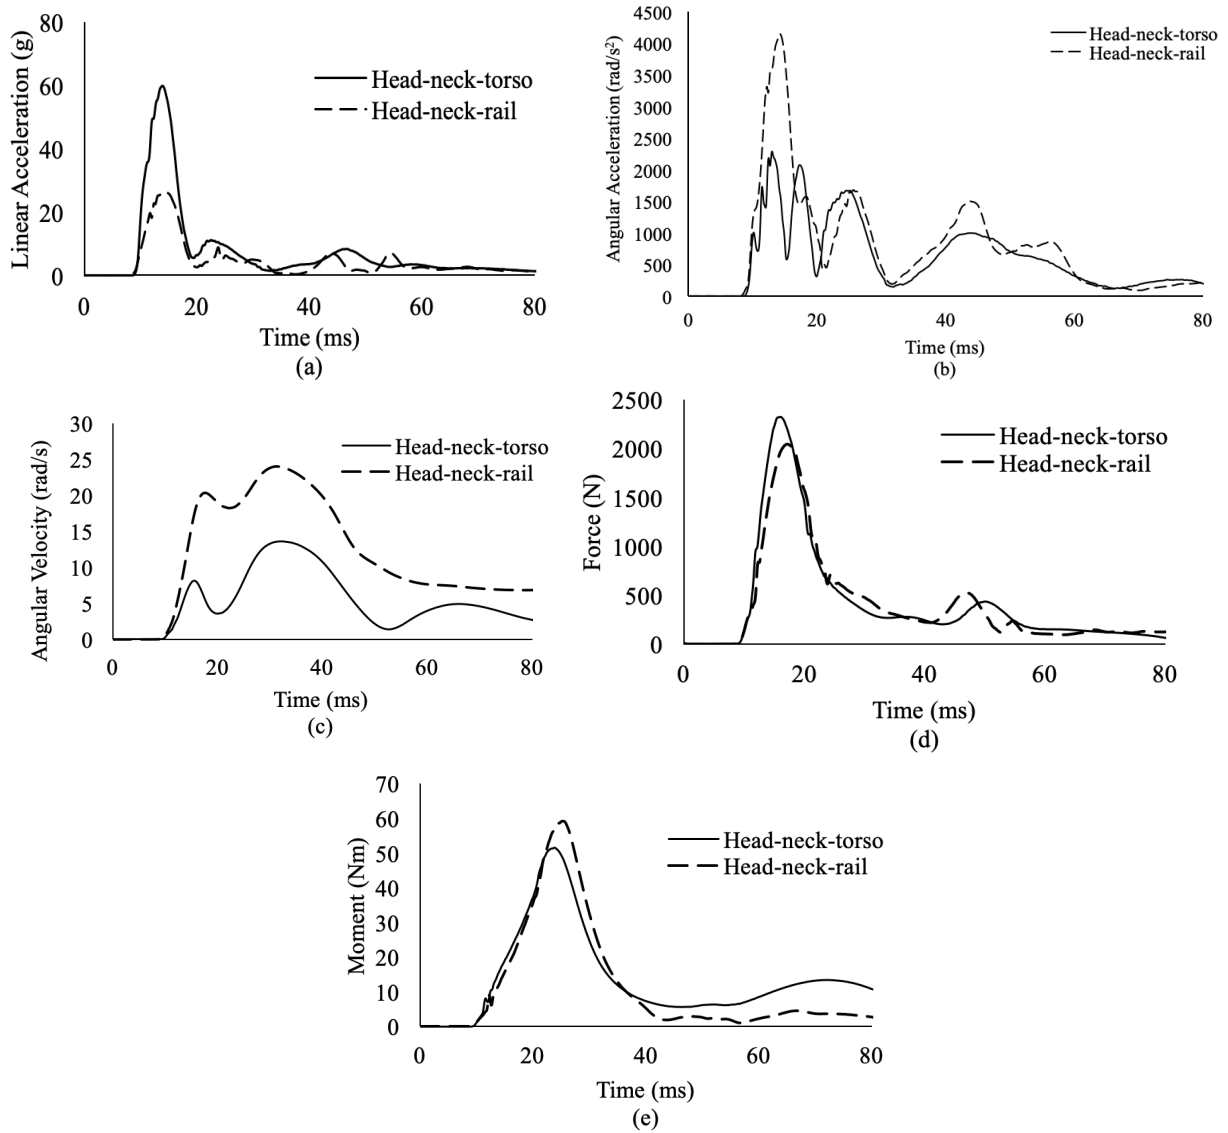 80
60
40
20
0
Linear Acceleration (g)
Head-neck-torso
Head-neck-rail
0 20 40 60 80
Time (ms)
(a)
4500
4000
3500
3000
2500
2000
1500
1000
500
0
Angular Acceleration (rad/s²)
Head-neck-torso
Head-neck-rail
0 20 40 60 80
Time (ms)
(b)
30
25
20
15
10
5
0
Angular Velocity (rad/s)
Head-neck-torso
Head-neck-rail
0 20 40 60 80
Time (ms)
(c)
2500
2000
1500
1000
500
0
Force (N)
Head-neck-torso
Head-neck-rail
0 20 40 60 80
Time (ms)
(d)
70
60
50
40
30
20
10
0
Moment (Nm)
Head-neck-torso
Head-neck-rail
0 20 40 60 80
Time (ms)
(e)